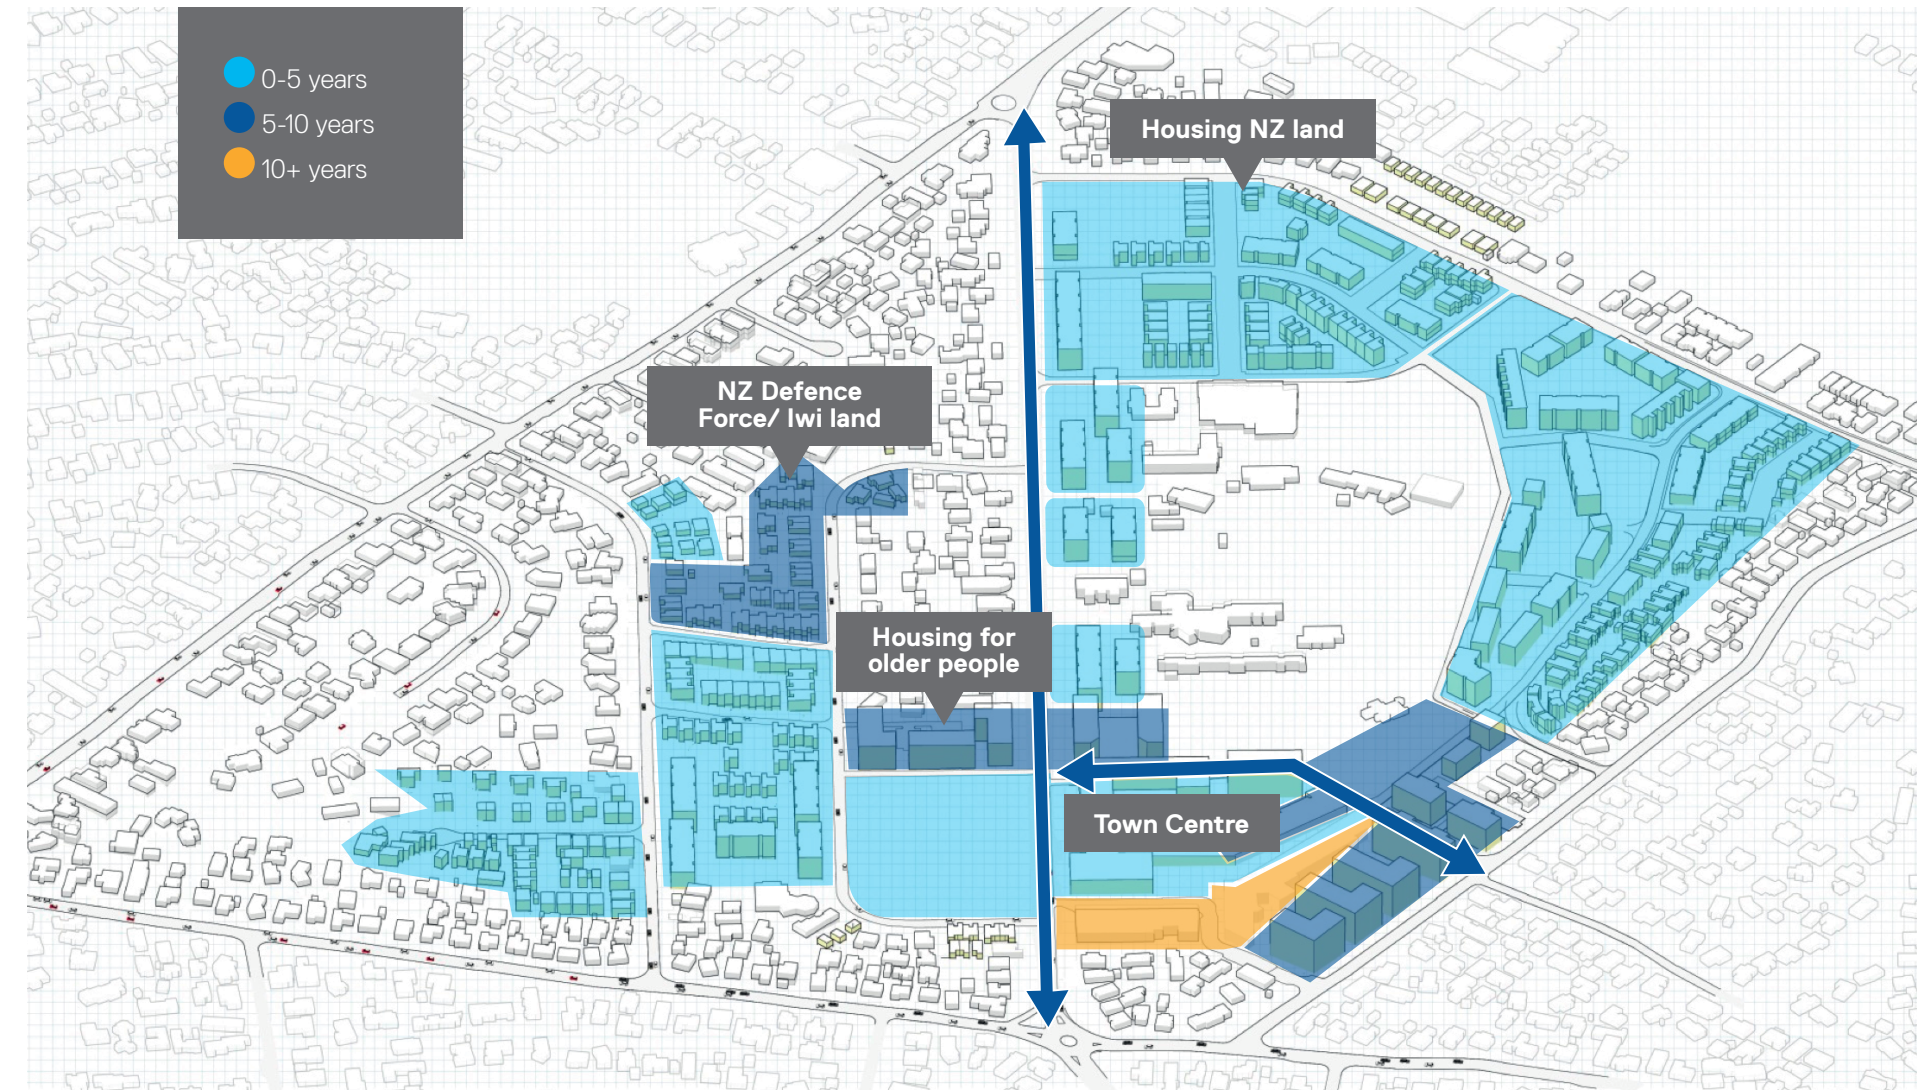 0-5 years
5-10 years
10+ years
Housing NZ land
NZ Defence
Force/ Iwi land
Housing for
older people
Town Centre